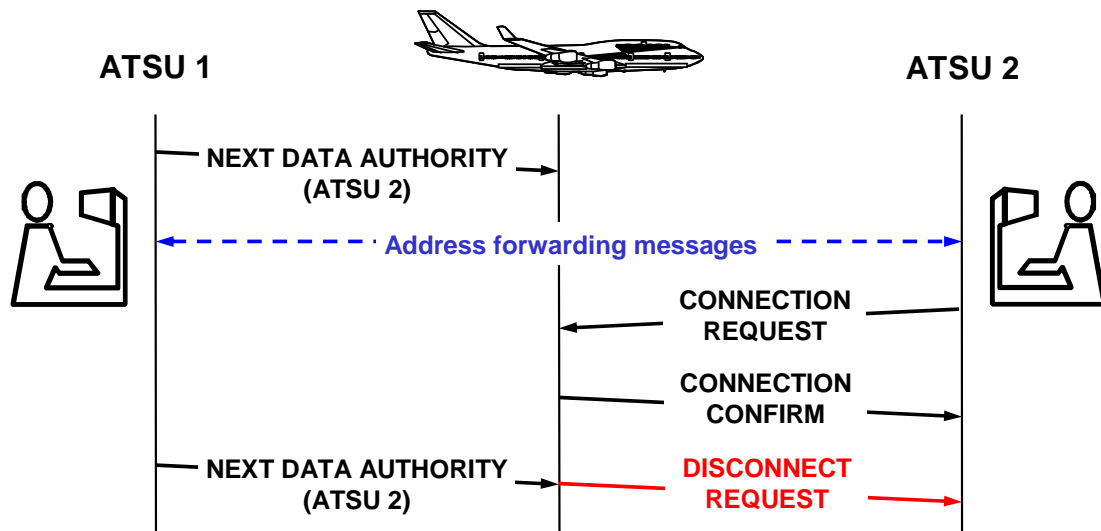 ATSU 1
ATSU 2
NEXT DATA AUTHORITY
(ATSU 2)
Address forwarding messages
CONNECTION
REQUEST
CONNECTION
CONFIRM
NEXT DATA AUTHORITY
(ATSU 2)
DISCONNECT
REQUEST